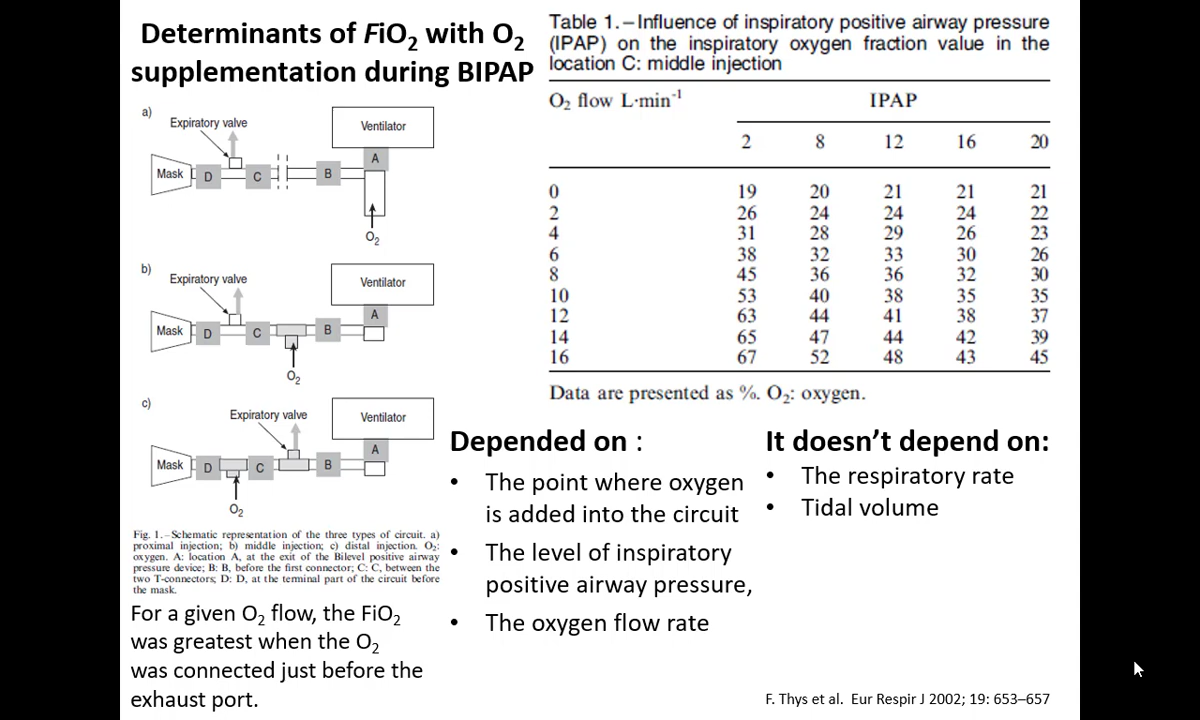 Determinants of FiO₂ with O₂
supplementation during BIPAP
a)
Expiratory valve
Ventilator
A
Mask
D
C
B
O₂
b)
Expiratory valve
Ventilator
A
Mask
D
C
B
O₂
c)
Expiratory valve
Ventilator
A
Mask
D
C
B
O₂
Fig. 1.–Schematic representation of the three types of circuit. a)
proximal injection; b) middle injection; c) distal injection. O₂:
oxygen. A: location A, at the exit of the Bilevel positive airway
pressure device; B: B, before the first connector; C: C, between the
two T-connectors; D: D, at the terminal part of the circuit before
the mask.
For a given O₂ flow, the FiO₂
was greatest when the O₂
was connected just before the
exhaust port.
Table 1.–Influence of inspiratory positive airway pressure
(IPAP) on the inspiratory oxygen fraction value in the
location C: middle injection
O₂ flow L·min⁻¹ IPAP
2 8 12 16 20
0 19 20 21 21 21
2 26 24 24 24 22
4 31 28 29 26 23
6 38 32 33 30 26
8 45 36 36 32 30
10 53 40 38 35 35
12 63 44 41 38 37
14 65 47 44 42 39
16 67 52 48 43 45
Data are presented as %. O₂: oxygen.
Depended on :
• The point where oxygen
is added into the circuit
• The level of inspiratory
positive airway pressure,
• The oxygen flow rate
It doesn’t depend on:
• The respiratory rate
• Tidal volume
F. Thys et al. Eur Respir J 2002; 19: 653–657